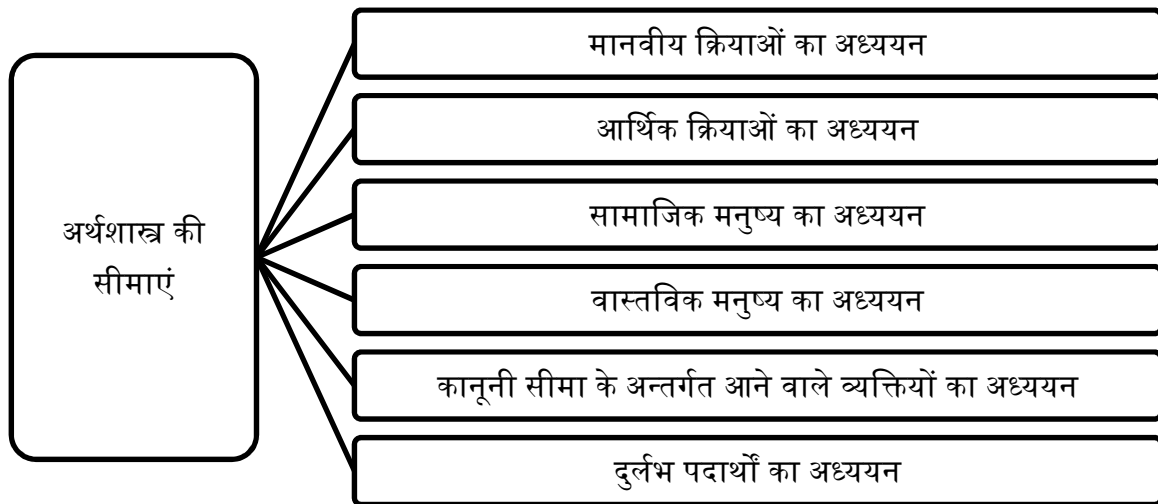 अर्थशास्त्र की
सीमाएं
मानवीय क्रियाओं का अध्ययन
आर्थिक क्रियाओं का अध्ययन
सामाजिक मनुष्य का अध्ययन
वास्तविक मनुष्य का अध्ययन
कानूनी सीमा के अन्तर्गत आने वाले व्यक्तियों का अध्ययन
दुर्लभ पदार्थों का अध्ययन